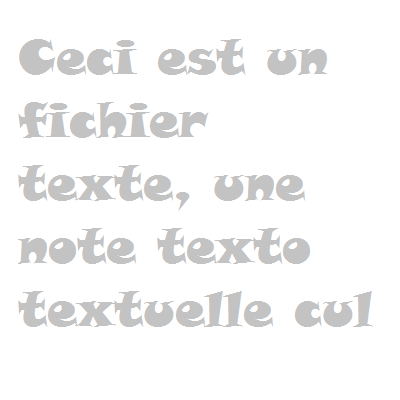 Ceci est un
fichier
texte, une
note texto
textuelle cul